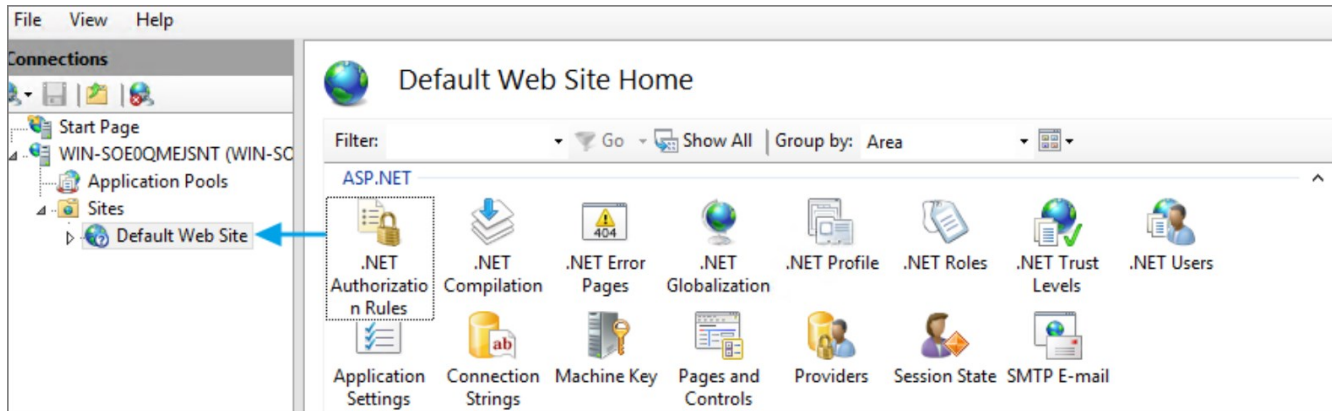 File View Help
Connections
Start Page
WIN-SOE0QMEJSNT (WIN-SO
Application Pools
Sites
Default Web Site
Default Web Site Home
Filter: Go Show All Group by: Area
ASP.NET
404
.NET Authorizatio n Rules
.NET Compilation
.NET Error Pages
.NET Globalization
.NET Profile
.NET Roles
.NET Trust Levels
.NET Users
ab
Application Settings
Connection Strings
Machine Key
Pages and Controls
Providers
Session State
SMTP E-mail